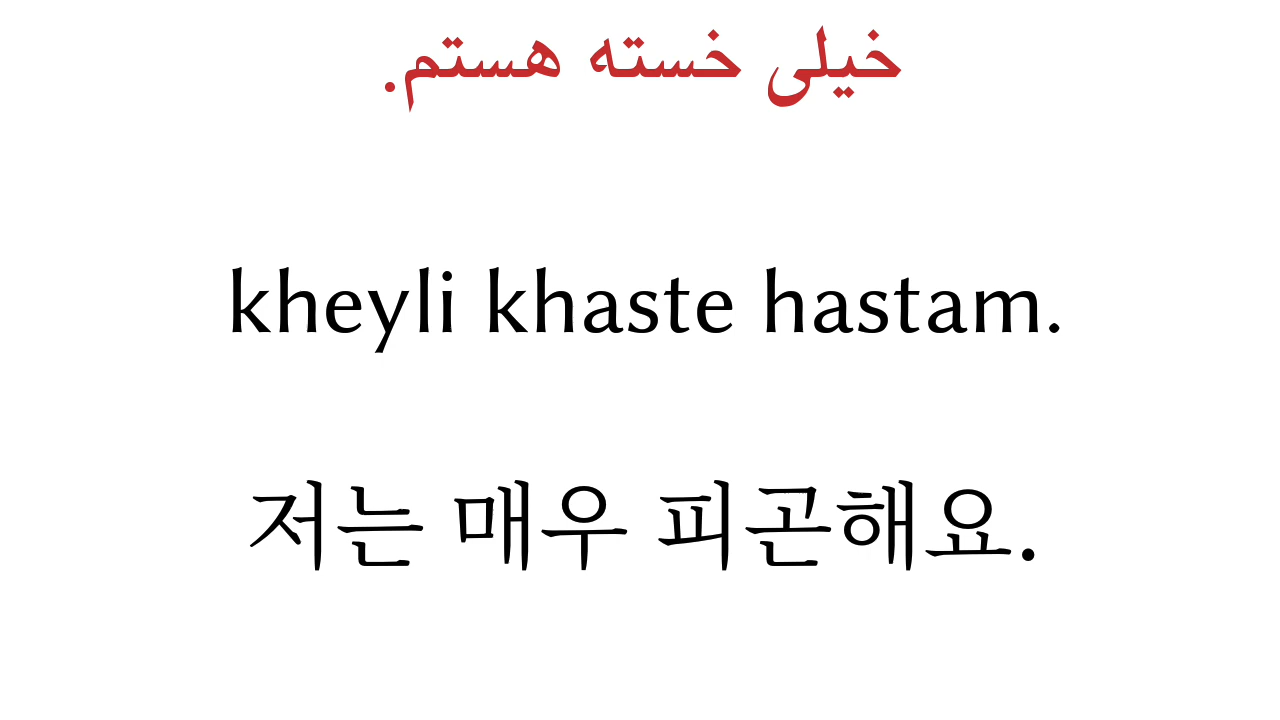 خیلی خسته هستم.
kheyli khaste hastam.
저는 매우 피곤해요.